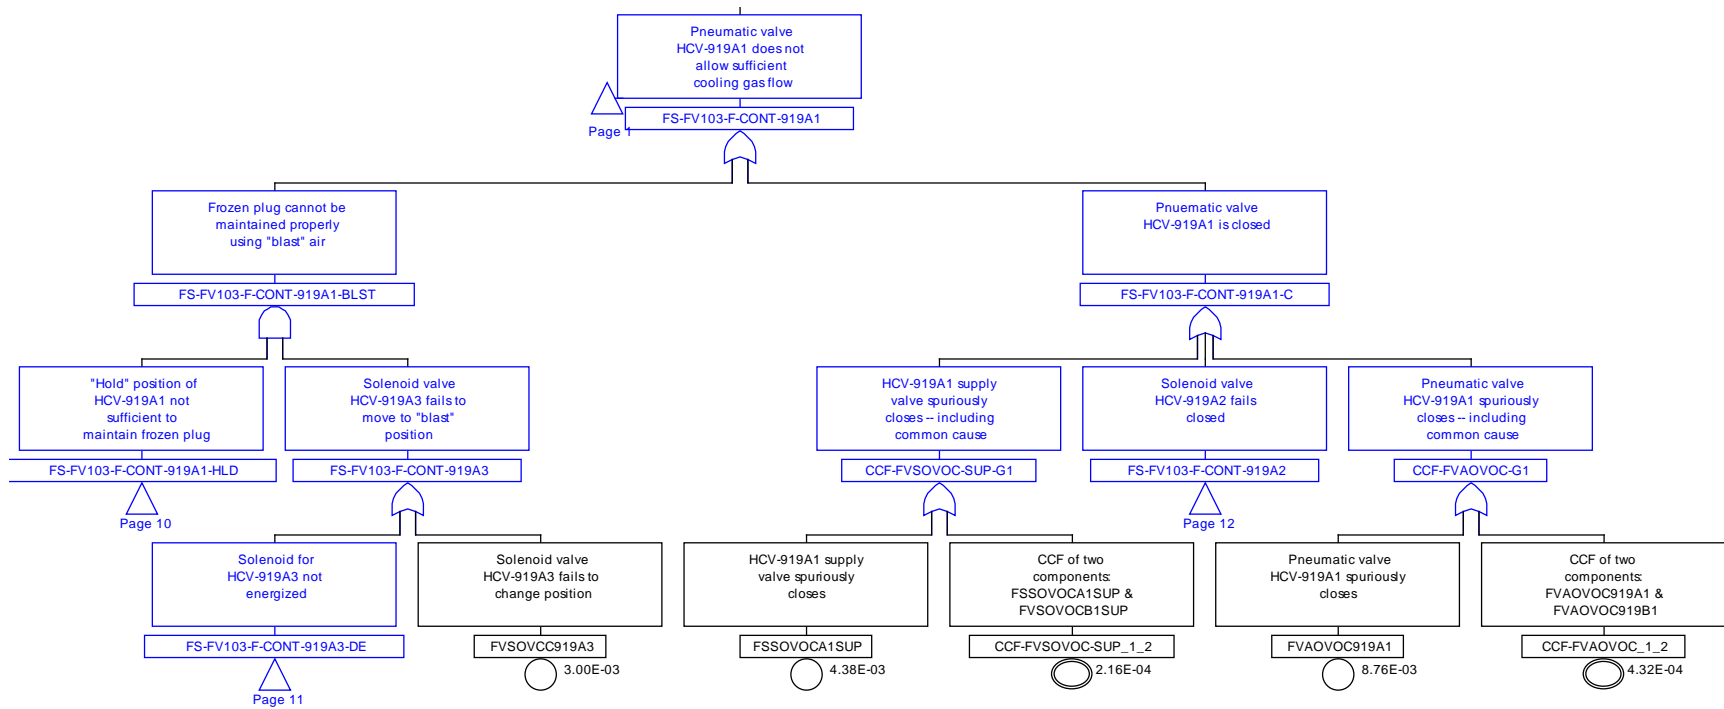 Pneumatic valve
HCV-919A1 does not
allow sufficient
cooling gas flow
Page 1
FS-FV103-F-CONT-919A1
Frozen plug cannot be
maintained properly
using "blast" air
FS-FV103-F-CONT-919A1-BLST
Pnuematic valve
HCV-919A1 is closed
FS-FV103-F-CONT-919A1-C
"Hold" position of
HCV-919A1 not
sufficient to
maintain frozen plug
FS-FV103-F-CONT-919A1-HLD
Page 10
Solenoid valve
HCV-919A3 fails to
move to "blast"
position
FS-FV103-F-CONT-919A3
HCV-919A1 supply
valve spuriously
closes -- including
common cause
CCF-FVSOVOC-SUP-G1
Solenoid valve
HCV-919A2 fails
closed
FS-FV103-F-CONT-919A2
Page 12
Pneumatic valve
HCV-919A1 spuriously
closes -- including
common cause
CCF-FVAOVOC-G1
Solenoid for
HCV-919A3 not
energized
FS-FV103-F-CONT-919A3-DE
Page 11
Solenoid valve
HCV-919A3 fails to
change position
FVSOVCC919A3
3.00E-03
HCV-919A1 supply
valve spuriously
closes
FSSOVOCA1SUP
4.38E-03
CCF of two
components:
FSSOVOCA1SUP &
FVSOVOCB1SUP
CCF-FVSOVOC-SUP_1_2
2.16E-04
Pneumatic valve
HCV-919A1 spuriously
closes
FVAOVOC919A1
8.76E-03
CCF of two
components:
FVAOVOC919A1 &
FVAOVOC919B1
CCF-FVAOVOC_1_2
4.32E-04